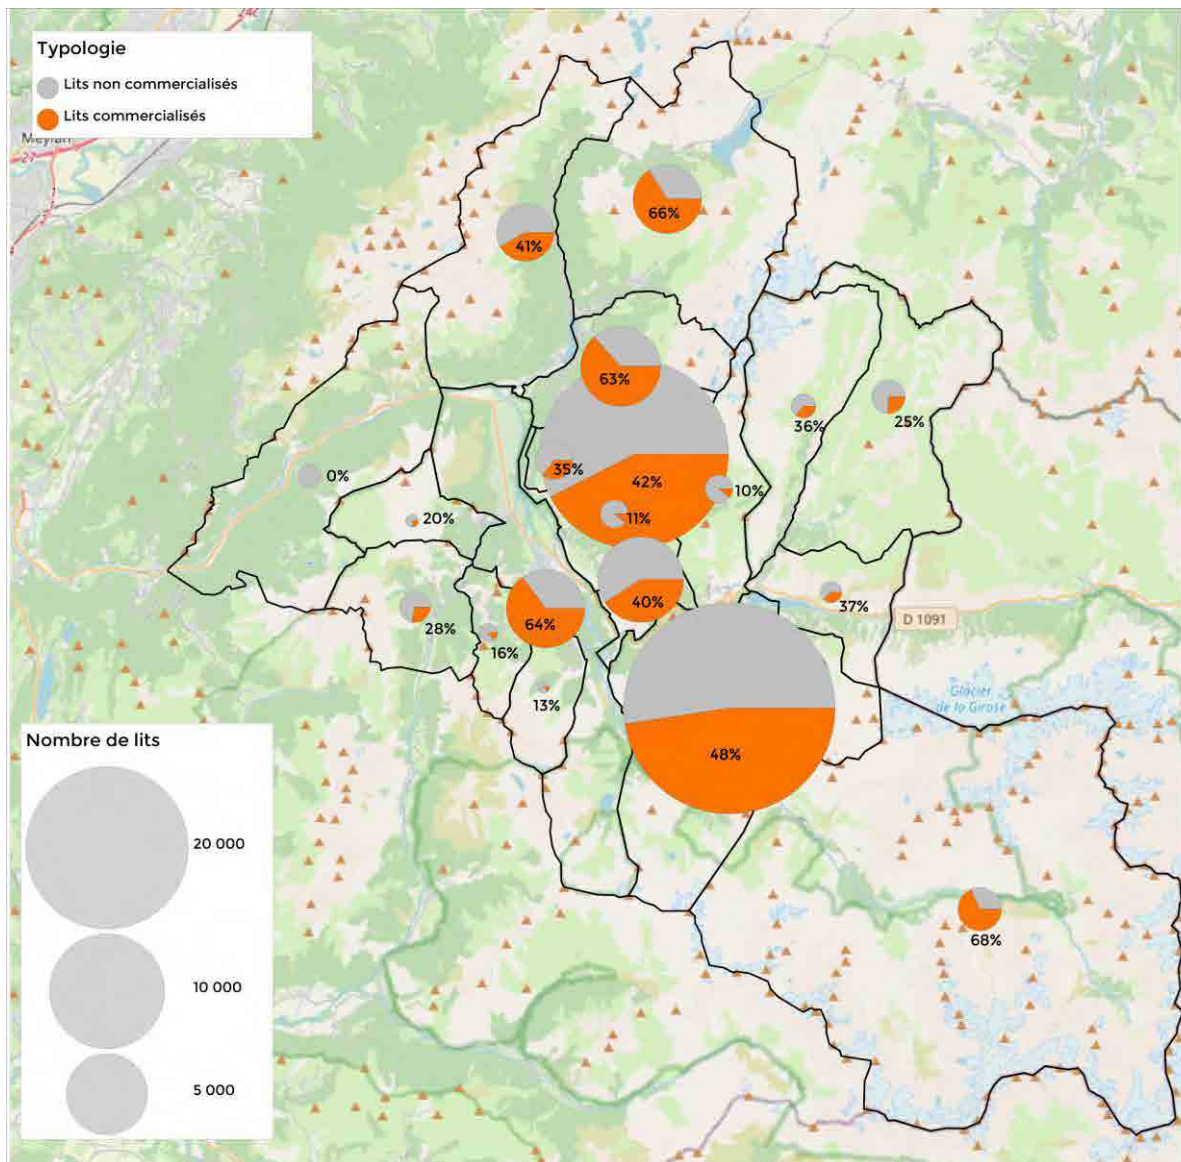 Typologie
Lits non commercialisés
Lits commercialisés
Meylan
66%
41%
63%
36%
25%
35%
42%
0%
10%
20%
11%
40%
37%
D 1091
64%
28%
16%
13%
Glacier
de la Girose
48%
Nombre de lits
20 000
10 000
5 000
68%